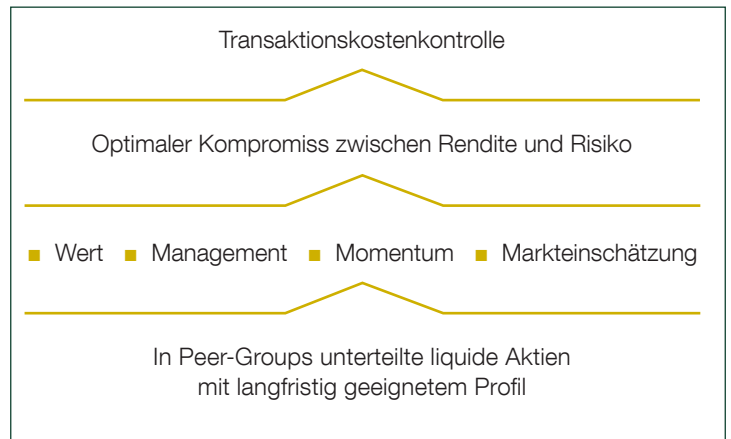 Transaktionskostenkontrolle
Optimaler Kompromiss zwischen Rendite und Risiko
■ Wert ■ Management ■ Momentum ■ Markteinschätzung
In Peer-Groups unterteilte liquide Aktien
mit langfristig geeignetem Profil